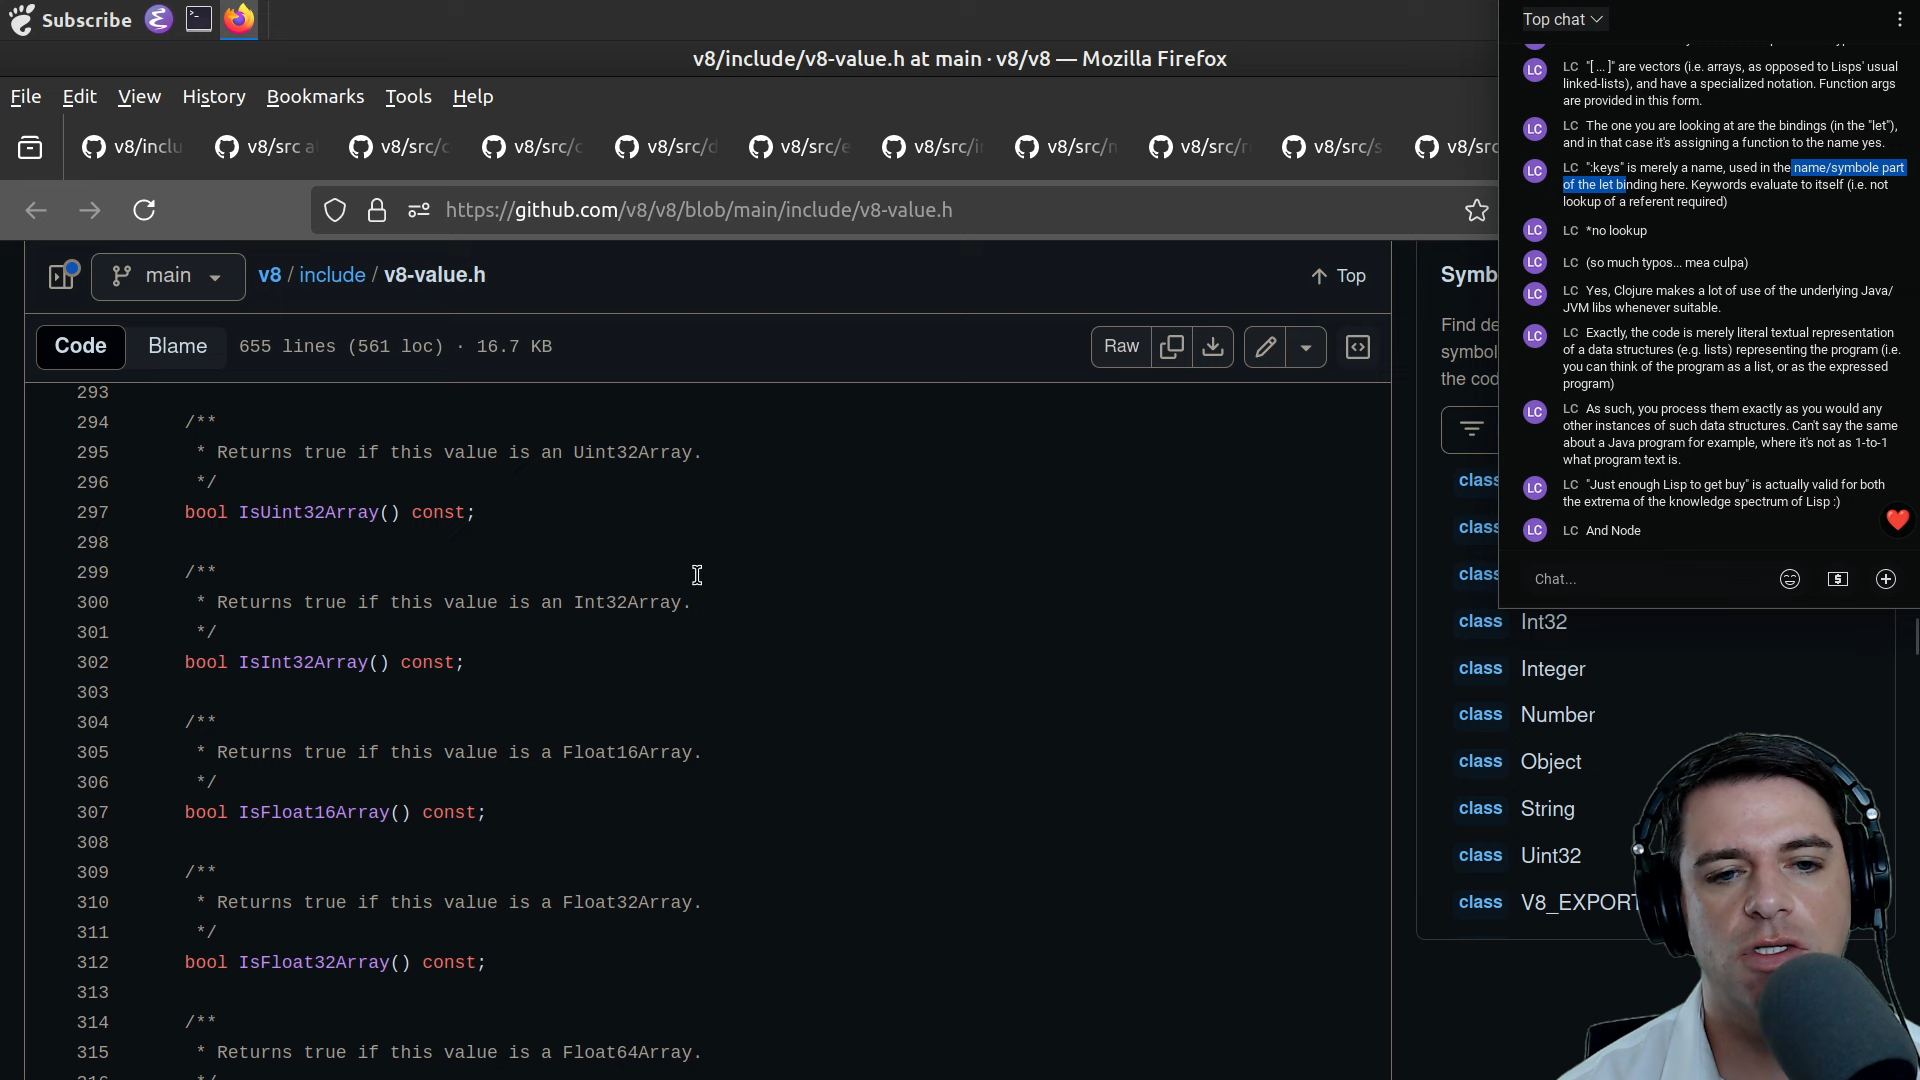 Subscribe
v8/include/v8-value.h at main · v8/v8 — Mozilla Firefox
File Edit View History Bookmarks Tools Help
v8/inclu v8/src a v8/src/c v8/src/c v8/src/d v8/src/e v8/src/i v8/src/r v8/src/r v8/src/s v8/src
https://github.com/v8/v8/blob/main/include/v8-value.h
main
v8 / include / v8-value.h
Top
Code Blame 655 lines (561 loc) · 16.7 KB Raw
293
294 /**
295 * Returns true if this value is an Uint32Array.
296 */
297 bool IsUint32Array() const;
298
299 /**
300 * Returns true if this value is an Int32Array.
301 */
302 bool IsInt32Array() const;
303
304 /**
305 * Returns true if this value is a Float16Array.
306 */
307 bool IsFloat16Array() const;
308
309 /**
310 * Returns true if this value is a Float32Array.
311 */
312 bool IsFloat32Array() const;
313
314 /**
315 * Returns true if this value is a Float64Array.
Symb
Find de
symbol
the cod
class
class
class
class Int32
class Integer
class Number
class Object
class String
class Uint32
class V8_EXPORT
Top chat
LC LC "[ ... ]" are vectors (i.e. arrays, as opposed to Lisps' usual
linked-lists), and have a specialized notation. Function args
are provided in this form.
LC LC The one you are looking at are the bindings (in the "let"),
and in that case it's assigning a function to the name yes.
LC LC ":keys" is merely a name, used in the name/symbole part
of the let binding here. Keywords evaluate to itself (i.e. not
lookup of a referent required)
LC LC *no lookup
LC LC (so much typos... mea culpa)
LC LC Yes, Clojure makes a lot of use of the underlying Java/
JVM libs whenever suitable.
LC LC Exactly, the code is merely literal textual representation
of a data structures (e.g. lists) representing the program (i.e.
you can think of the program as a list, or as the expressed
program)
LC LC As such, you process them exactly as you would any
other instances of such data structures. Can't say the same
about a Java program for example, where it's not as 1-to-1
what program text is.
LC LC "Just enough Lisp to get buy" is actually valid for both
the extrema of the knowledge spectrum of Lisp :)
LC LC And Node
Chat...